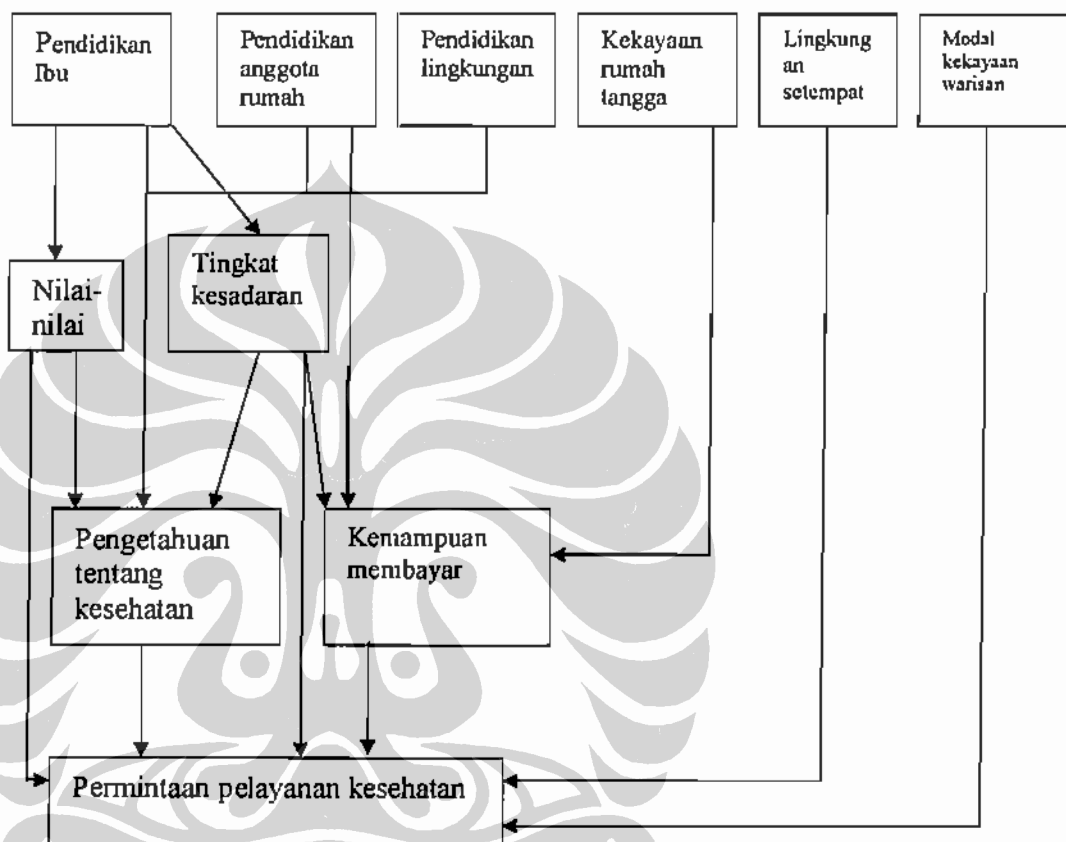 Pendidikan
Ibu
Pendidikan
anggota
rumah
Pendidikan
lingkungan
Kekayaan
rumah
tangga
Lingkung
an
setempat
Modal
kekayaan
warisan
Nilai-
nilai
Tingkat
kesadaran
Pengetahuan
tentang
kesehatan
Kemampuan
membayar
Permintaan pelayanan kesehatan